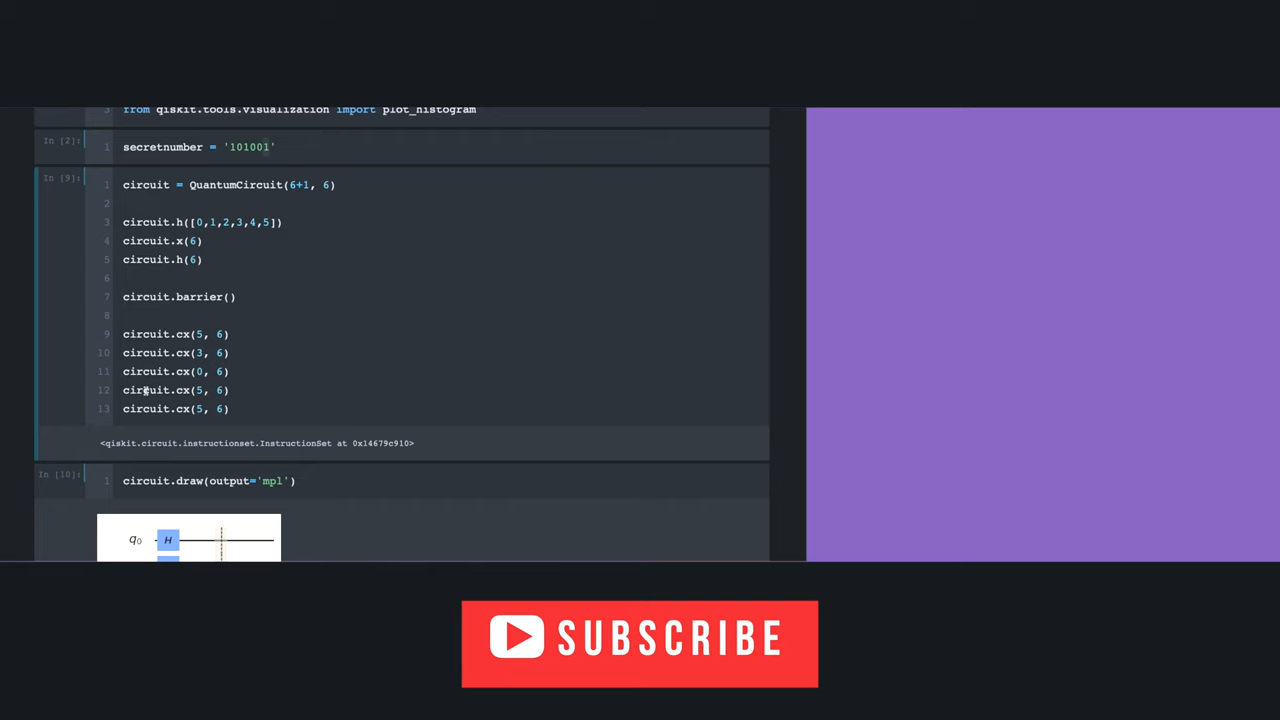 3 from qiskit.tools.visualization import plot_histogram
In [2]:
1 secretnumber = '101001'
In [9]:
1 circuit = QuantumCircuit(6+1, 6)
2
3 circuit.h([0,1,2,3,4,5])
4 circuit.x(6)
5 circuit.h(6)
6
7 circuit.barrier()
8
9 circuit.cx(5, 6)
10 circuit.cx(3, 6)
11 circuit.cx(0, 6)
12 circuit.cx(5, 6)
13 circuit.cx(5, 6)
<qiskit.circuit.instructionset.InstructionSet at 0x14679c910>
In [10]:
1 circuit.draw(output='mpl')
q0 H
SUBSCRIBE